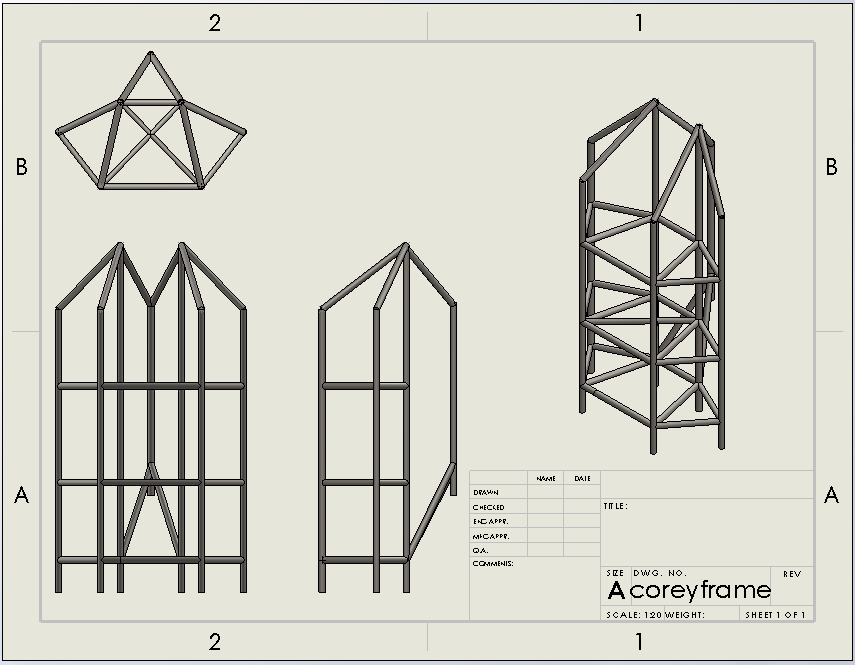 2 1
B B
NAME DATE
DRAWN
CHECKED
ENG APPR.
MFG APPR.
Q.A.
COMMENTS:
TITLE:
SIZE DWG. NO. REV
A coreyframe
SCALE: 1:20 WEIGHT: SHEET 1 OF 1
A A
2 1